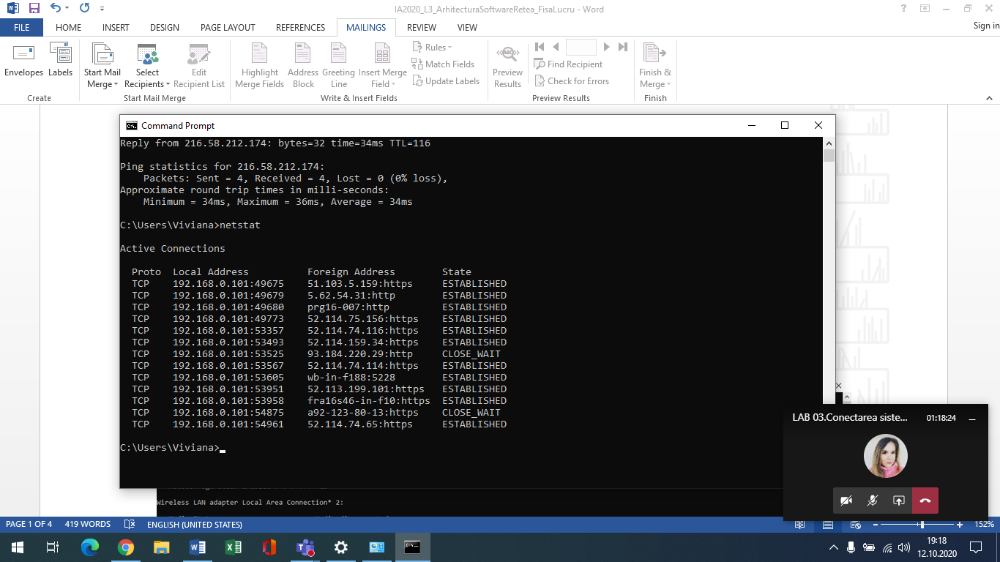 IA2020_L3_ArhitecturaSoftwareRetea_FisaLucru - Word
FILE HOME INSERT DESIGN PAGE LAYOUT REFERENCES MAILINGS REVIEW VIEW Sign in
Envelopes
Labels
Create
Start Mail
Merge
Select
Recipients
Edit
Recipient List
Start Mail Merge
Highlight
Merge Fields
Address
Block
Greeting
Line
Insert Merge
Field
Rules
Match Fields
Update Labels
Write & Insert Fields
ABC
Preview
Results
Find Recipient
Check for Errors
Preview Results
Finish &
Merge
Finish
Command Prompt
Reply from 216.58.212.174: bytes=32 time=34ms TTL=116
Ping statistics for 216.58.212.174:
Packets: Sent = 4, Received = 4, Lost = 0 (0% loss),
Approximate round trip times in milli-seconds:
Minimum = 34ms, Maximum = 36ms, Average = 34ms
C:\Users\Viviana>netstat
Active Connections
Proto Local Address Foreign Address State
TCP 192.168.0.101:49675 51.103.5.159:https ESTABLISHED
TCP 192.168.0.101:49679 5.62.54.31:http ESTABLISHED
TCP 192.168.0.101:49680 prg16-007:http ESTABLISHED
TCP 192.168.0.101:49773 52.114.75.156:https ESTABLISHED
TCP 192.168.0.101:53357 52.114.74.116:https ESTABLISHED
TCP 192.168.0.101:53493 52.114.159.34:https ESTABLISHED
TCP 192.168.0.101:53525 93.184.220.29:http CLOSE_WAIT
TCP 192.168.0.101:53567 52.114.74.114:https ESTABLISHED
TCP 192.168.0.101:53605 wb-in-f188:5228 ESTABLISHED
TCP 192.168.0.101:53951 52.113.199.101:https ESTABLISHED
TCP 192.168.0.101:53958 fra16s46-in-f10:https ESTABLISHED
TCP 192.168.0.101:54875 a92-123-80-13:https CLOSE_WAIT
TCP 192.168.0.101:54961 52.114.74.65:https ESTABLISHED
C:\Users\Viviana>
LAB 03.Conectarea siste... 01:18:24
Wireless LAN adapter Local Area Connection* 2:
PAGE 1 OF 4 419 WORDS ENGLISH (UNITED STATES) 152%
19:18
12.10.2020